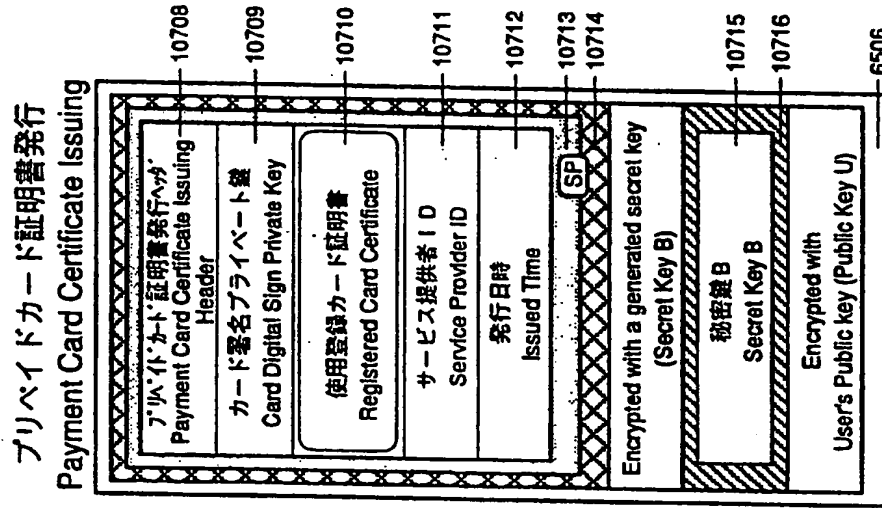 プリペイドカード証明書発行
Payment Card Certificate Issuing
プリペイドカード証明書発行ヘッダ
Payment Card Certificate Issuing
Header
10708
カード署名プライベート鍵
Card Digital Sign Private Key
10709
使用登録カード証明書
Registered Card Certificate
10710
サービス提供者ID
Service Provider ID
10711
発行日時
Issued Time
10712
SP
10713
10714
Encrypted with a generated secret key
(Secret Key B)
秘密鍵B
Secret Key B
10715
10716
Encrypted with
User's Public key (Public Key U)
6506